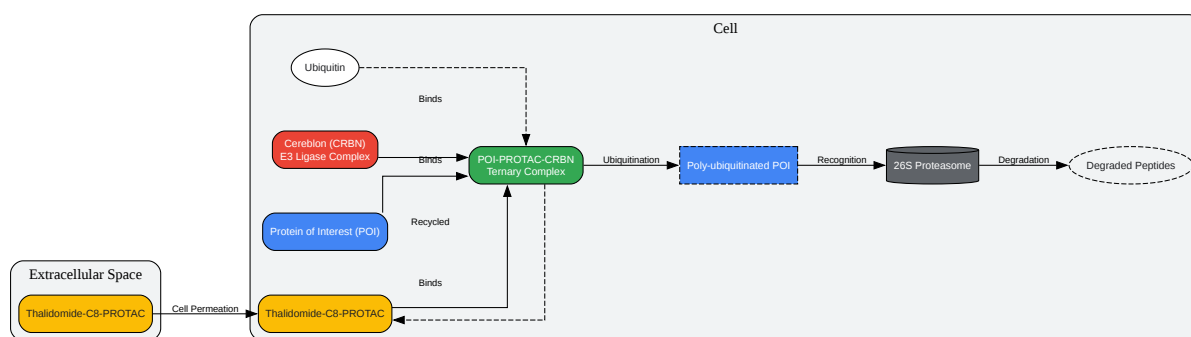 Cell
Ubiquitin
Binds
Cereblon (CRBN)
E3 Ligase Complex
Binds
POI-PROTAC-CRBN
Ternary Complex
Ubiquitination
Poly-ubiquitinated POI
Recognition
26S Proteasome
Degradation
Degraded Peptides
Protein of Interest (POI)
Recycled
Extracellular Space
Binds
Thalidomide-C8-PROTAC
Cell Permeation
Thalidomide-C8-PROTAC